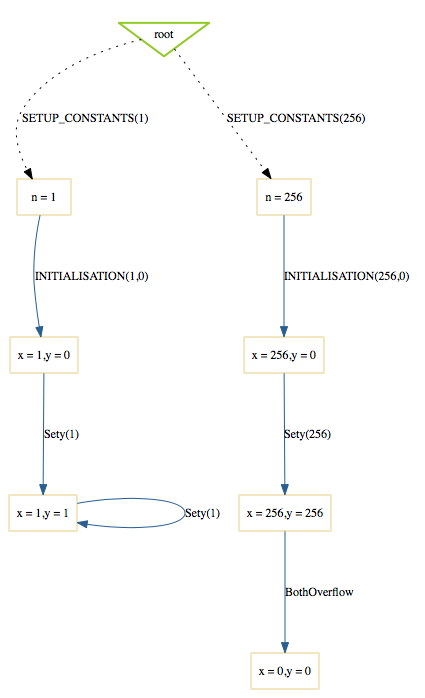 root
SETUP_CONSTANTS(1)
SETUP_CONSTANTS(256)
n = 1
n = 256
INITIALISATION(1,0)
INITIALISATION(256,0)
x = 1,y = 0
x = 256,y = 0
Sety(1)
Sety(256)
x = 1,y = 1
Sety(1)
x = 256,y = 256
BothOverflow
x = 0,y = 0